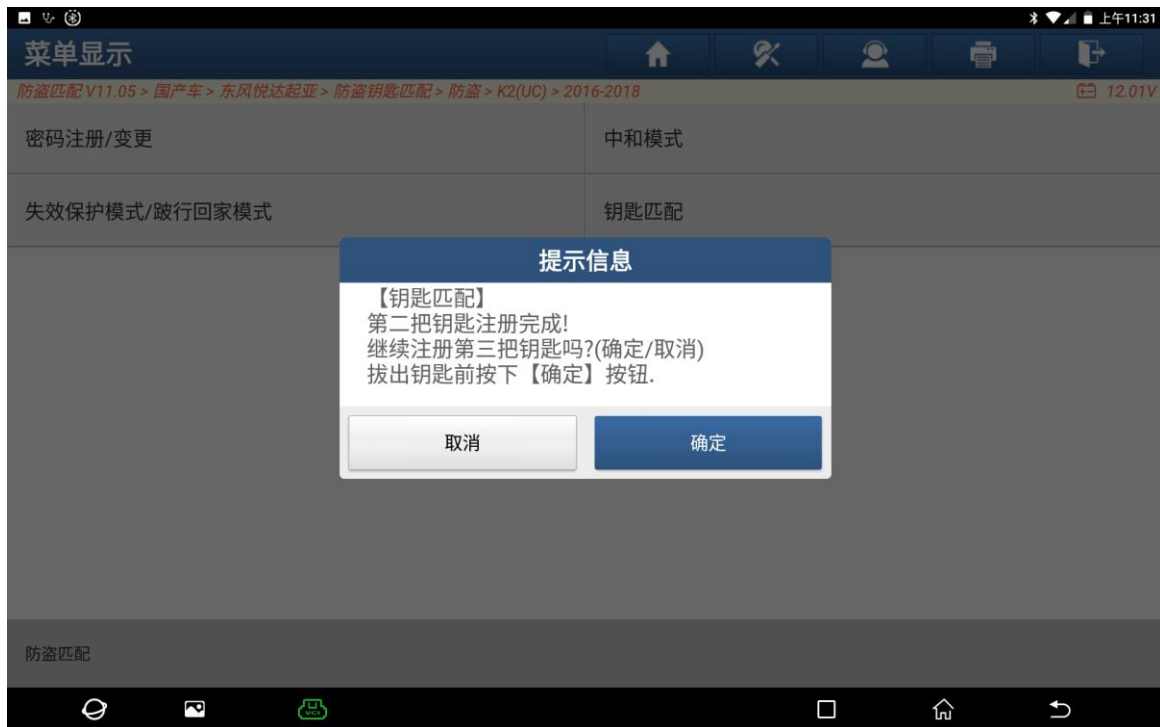 上午11:31
菜单显示
防盗匹配 V11.05 > 国产车 > 东风悦达起亚 > 防盗钥匙匹配 > 防盗 > K2(UC) > 2016-2018
12.01V
密码注册/变更
中和模式
失效保护模式/跛行回家模式
钥匙匹配
提示信息
【钥匙匹配】
第二把钥匙注册完成!
继续注册第三把钥匙吗?(确定/取消)
拔出钥匙前按下【确定】按钮.
取消
确定
防盗匹配
VCI